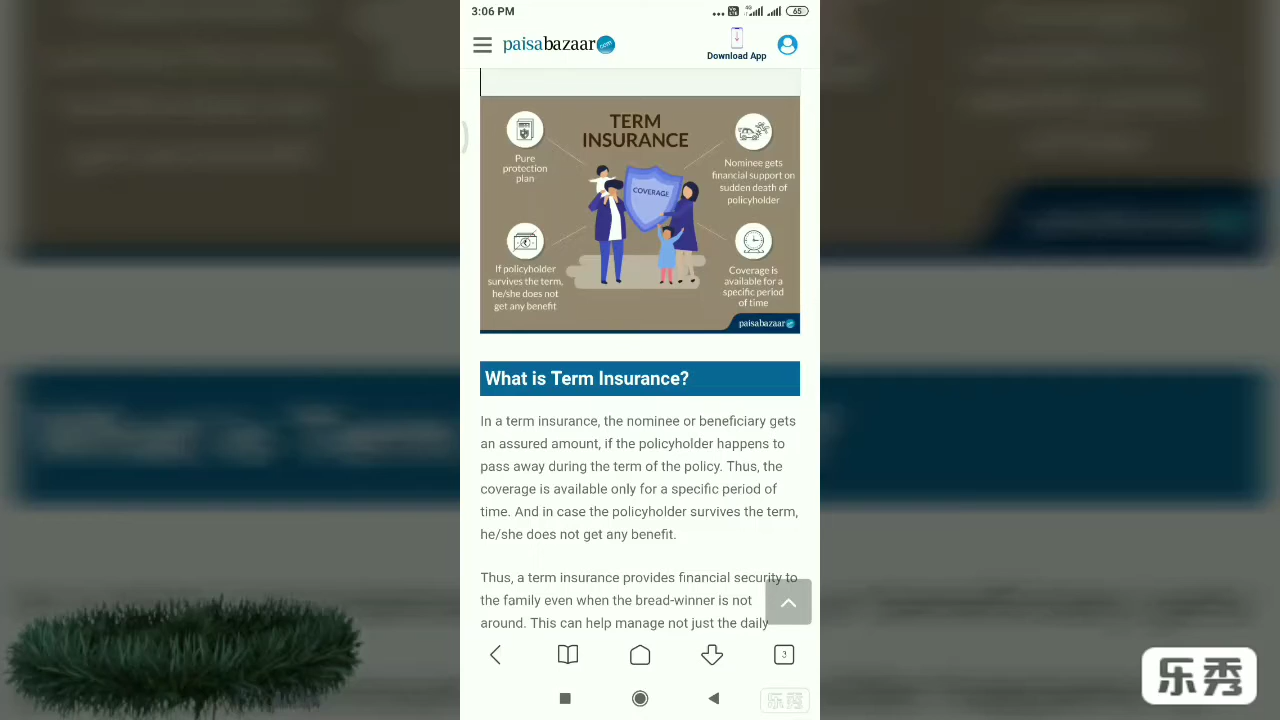 3:06 PM
4G
65
paisabazaar.com
Download App
TERM
INSURANCE
Pure
protection
plan
Nominee gets
financial support on
sudden death of
policyholder
COVERAGE
If policyholder
survives the term,
he/she does not
get any benefit
Coverage is
available for a
specific period
of time
paisabazaar
What is Term Insurance?
In a term insurance, the nominee or beneficiary gets
an assured amount, if the policyholder happens to
pass away during the term of the policy. Thus, the
coverage is available only for a specific period of
time. And in case the policyholder survives the term,
he/she does not get any benefit.
Thus, a term insurance provides financial security to
the family even when the bread-winner is not
around. This can help manage not just the daily
3
乐秀
乐秀